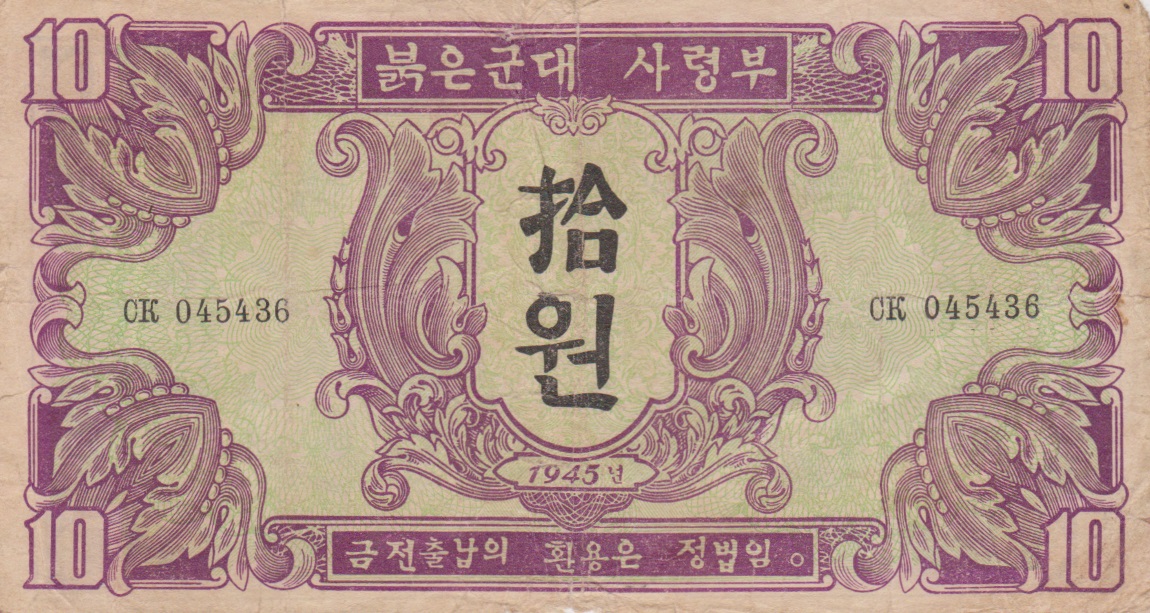 10 붉은군대 사령부 10
拾
원
CK 045436 CK 045436
1945년
10 금전출납의 환용은 정법임。 10